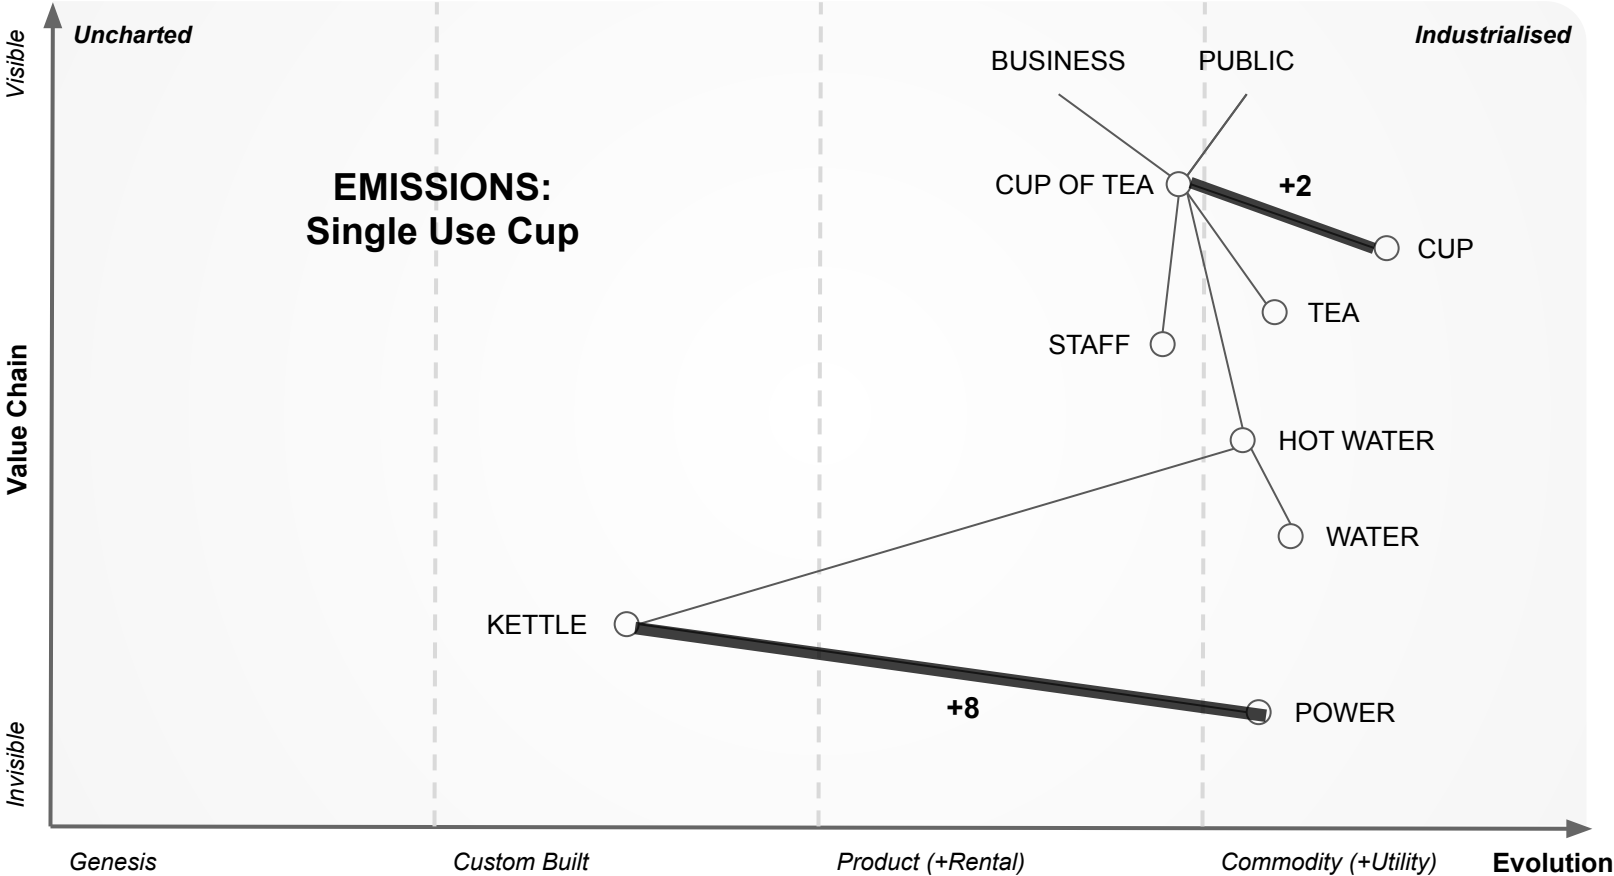 Uncharted
Industrialised
Visible
BUSINESS
PUBLIC
EMISSIONS:
Single Use Cup
CUP OF TEA
+2
CUP
TEA
STAFF
Value Chain
HOT WATER
WATER
KETTLE
+8
POWER
Invisible
Genesis
Custom Built
Product (+Rental)
Commodity (+Utility)
Evolution